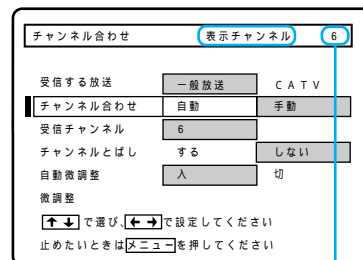 チャンネル合わせ 表示チャンネル 6
受信する放送 一般放送 CATV
チャンネル合わせ 自動 手動
受信チャンネル 6
チャンネルとばし する しない
自動微調整 入 切
微調整
↑↓で選び、←→で設定してください
止めたいときはメニューを押してください